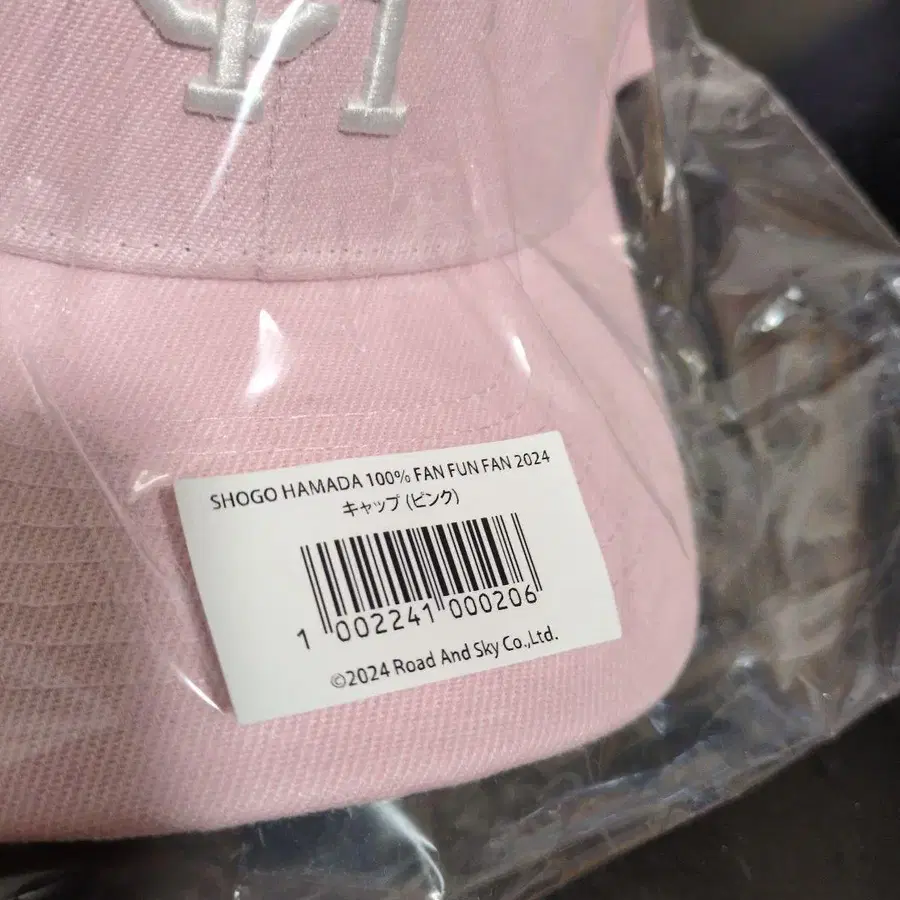 SH
SHOGO HAMADA 100% FAN FUN FAN 2024
キャップ (ピンク)
1 002241 000206
©2024 Road And Sky Co.,Ltd.